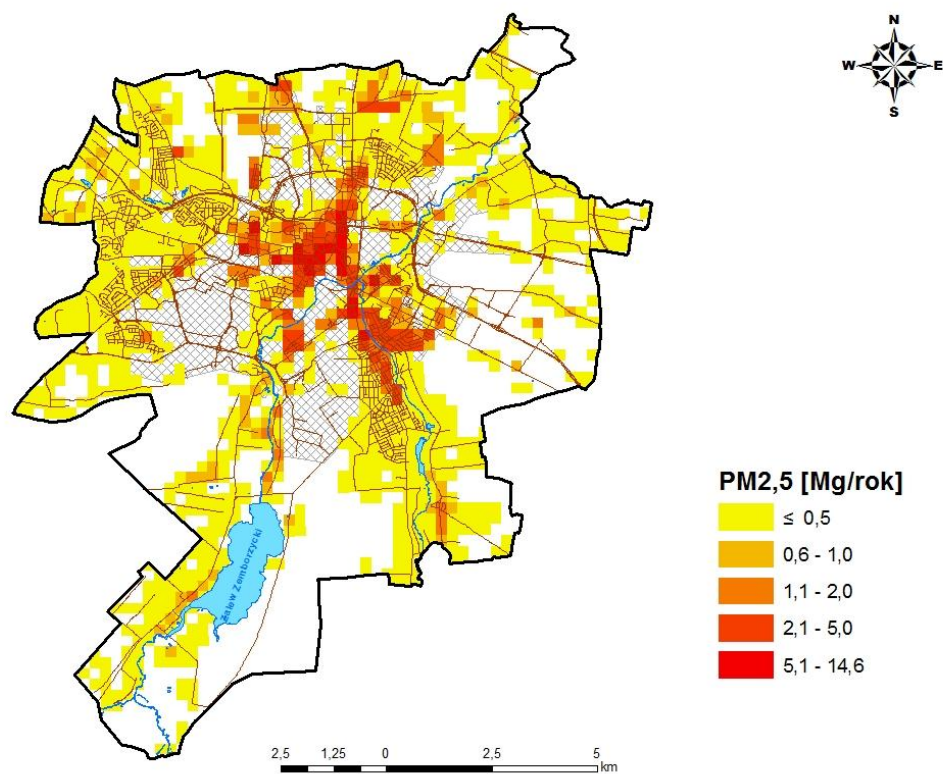 N
W E
S
Zalew Zemborzycki
PM2,5 [Mg/rok]
≤ 0,5
0,6 - 1,0
1,1 - 2,0
2,1 - 5,0
5,1 - 14,6
2,5 1,25 0 2,5 5
km